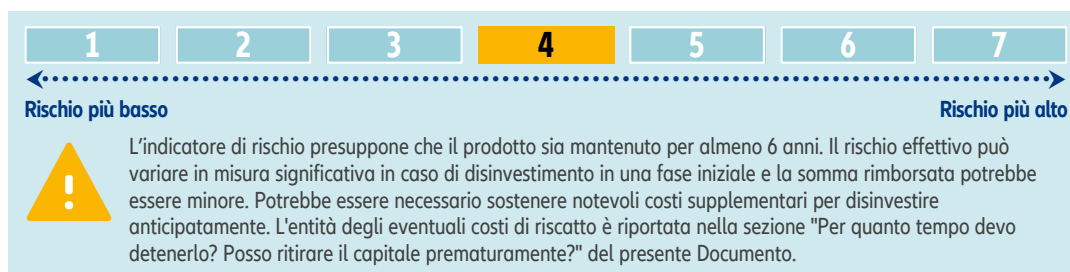 1 2 3 4 5 6 7
Rischio più basso Rischio più alto
L'indicatore di rischio presuppone che il prodotto sia mantenuto per almeno 6 anni. Il rischio effettivo può
variare in misura significativa in caso di disinvestimento in una fase iniziale e la somma rimborsata potrebbe
essere minore. Potrebbe essere necessario sostenere notevoli costi supplementari per disinvestire
anticipatamente. L'entità degli eventuali costi di riscatto è riportata nella sezione "Per quanto tempo devo
detenerlo? Posso ritirare il capitale prematuramente?" del presente Documento.